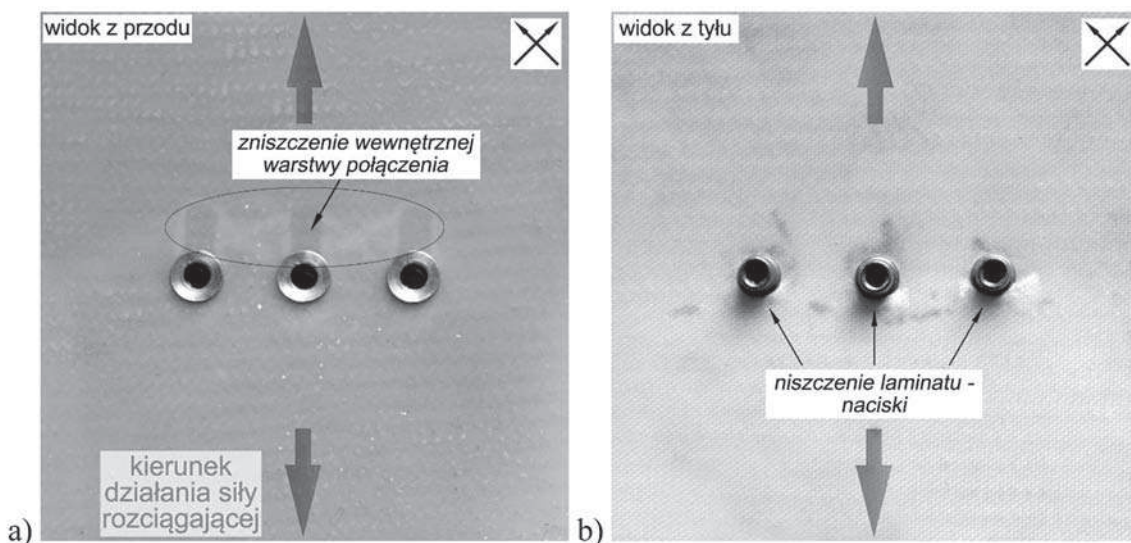 widok z przodu
zniszczenie wewnętrznej
warstwy połączenia
kierunek
działania siły
rozciągającej
a)
widok z tyłu
niszczenie laminatu -
naciski
b)